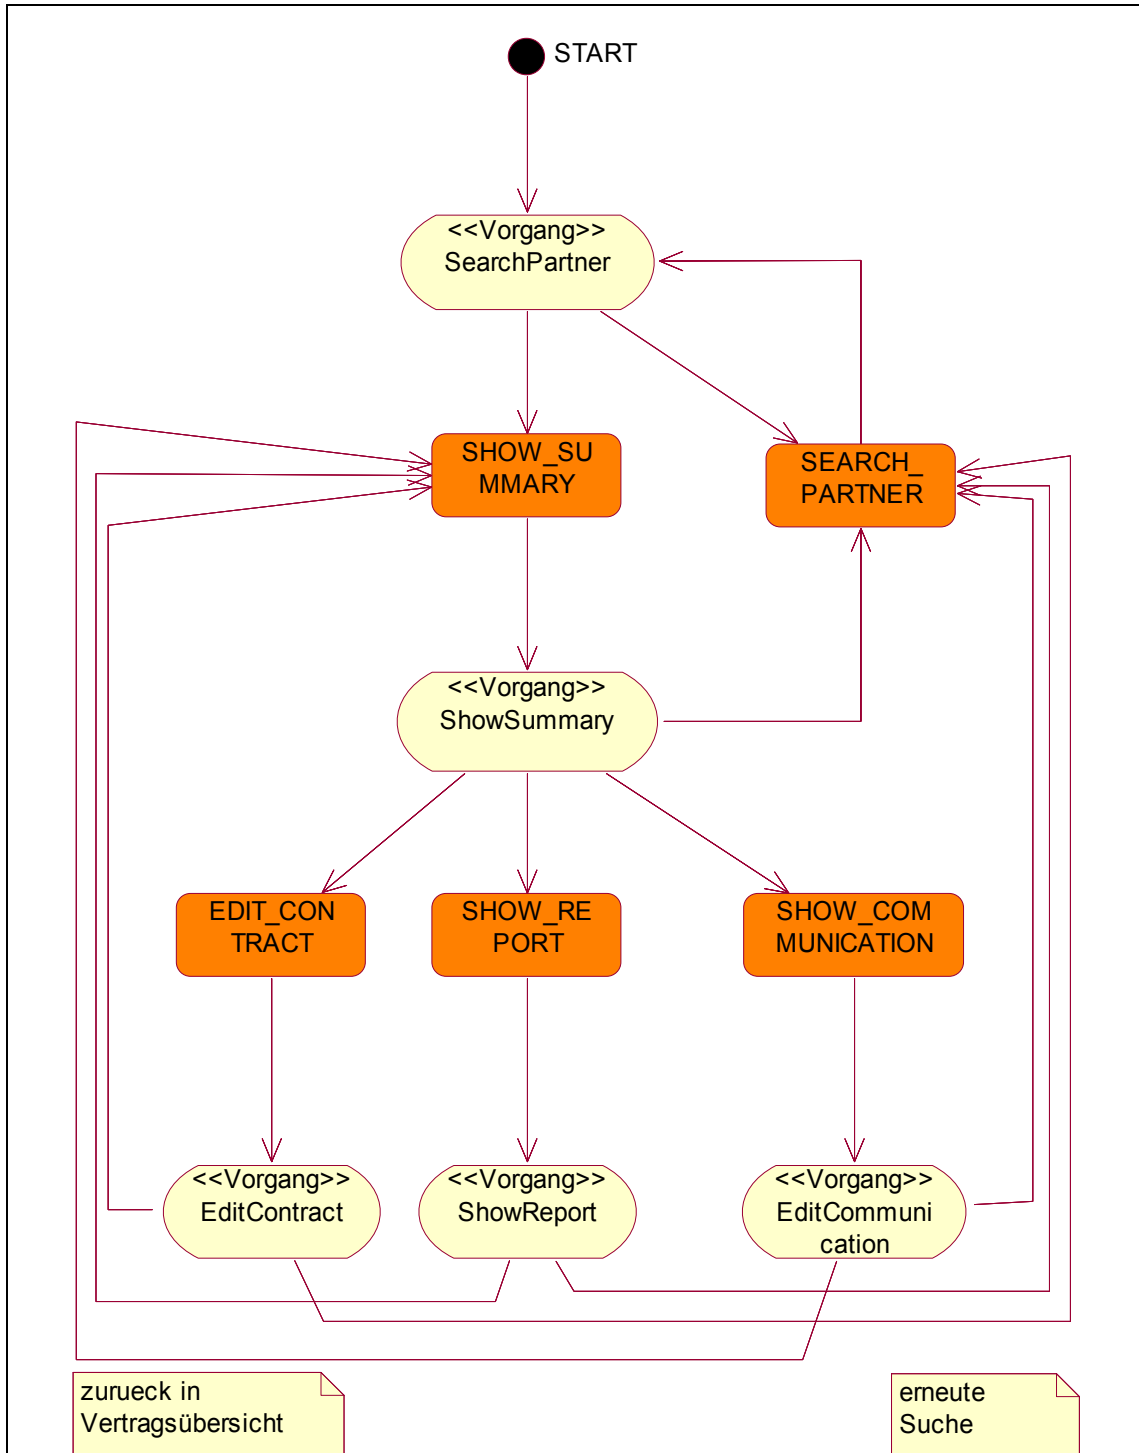 START
<<Vorgang>>
SearchPartner
SHOW_SU
MMARY
SEARCH_
PARTNER
<<Vorgang>>
ShowSummary
EDIT_CON
TRACT
SHOW_RE
PORT
SHOW_COM
MUNICATION
<<Vorgang>>
EditContract
<<Vorgang>>
ShowReport
<<Vorgang>>
EditCommuni
cation
zurueck in
Vertragsübersicht
erneute
Suche